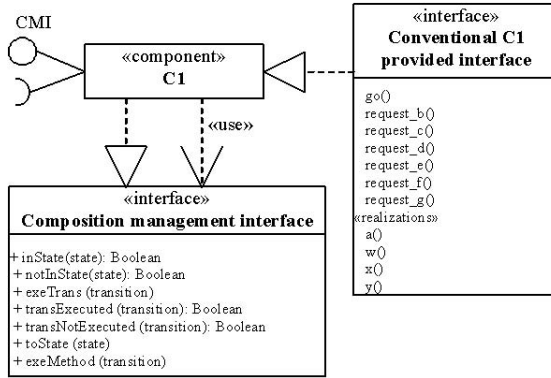 CMI
«component»
C1
«use»
«interface»
Conventional C1
provided interface
go()
request_b()
request_c()
request_d()
request_e()
request_f()
request_g()
«realizations»
a()
w()
x()
y()
«interface»
Composition management interface
+ inState(state): Boolean
+ notInState(state): Boolean
+ exeTrans (transition)
+ transExecuted (transition): Boolean
+ transNotExecuted (transition): Boolean
+ toState (state)
+ exeMethod (transition)